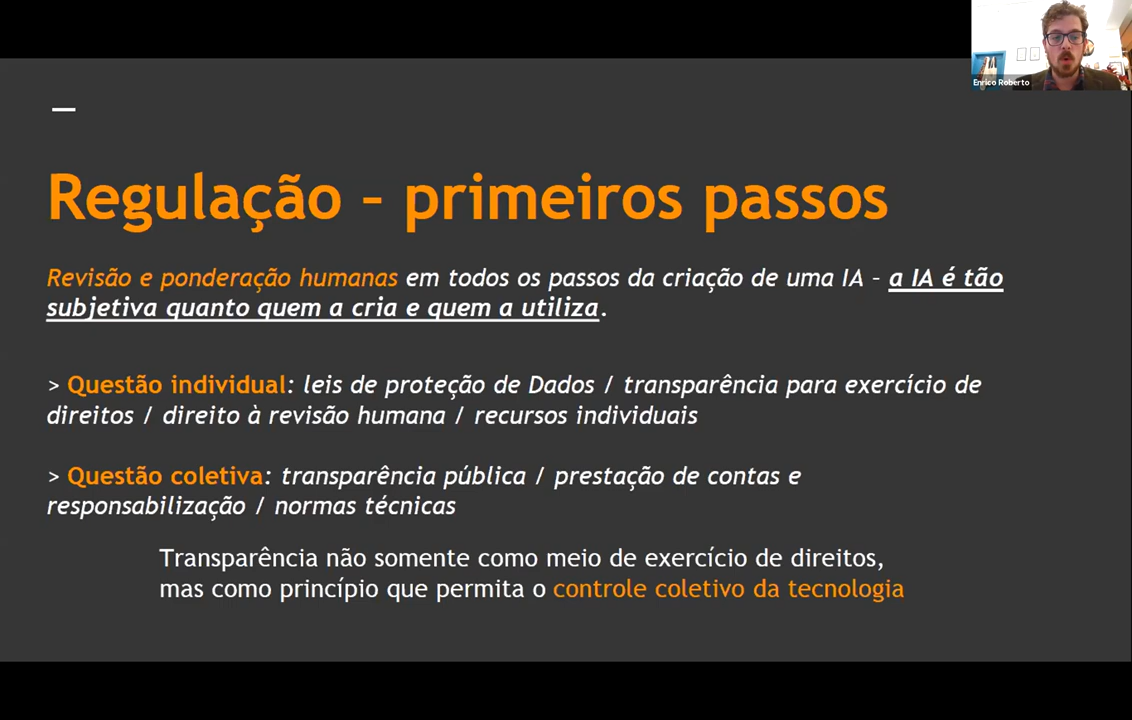 Enrico Roberto
Regulação – primeiros passos
Revisão e ponderação humanas em todos os passos da criação de uma IA – a IA é tão
subjetiva quanto quem a cria e quem a utiliza.
> Questão individual: leis de proteção de Dados / transparência para exercício de
direitos / direito à revisão humana / recursos individuais
> Questão coletiva: transparência pública / prestação de contas e
responsabilização / normas técnicas
Transparência não somente como meio de exercício de direitos,
mas como princípio que permita o controle coletivo da tecnologia